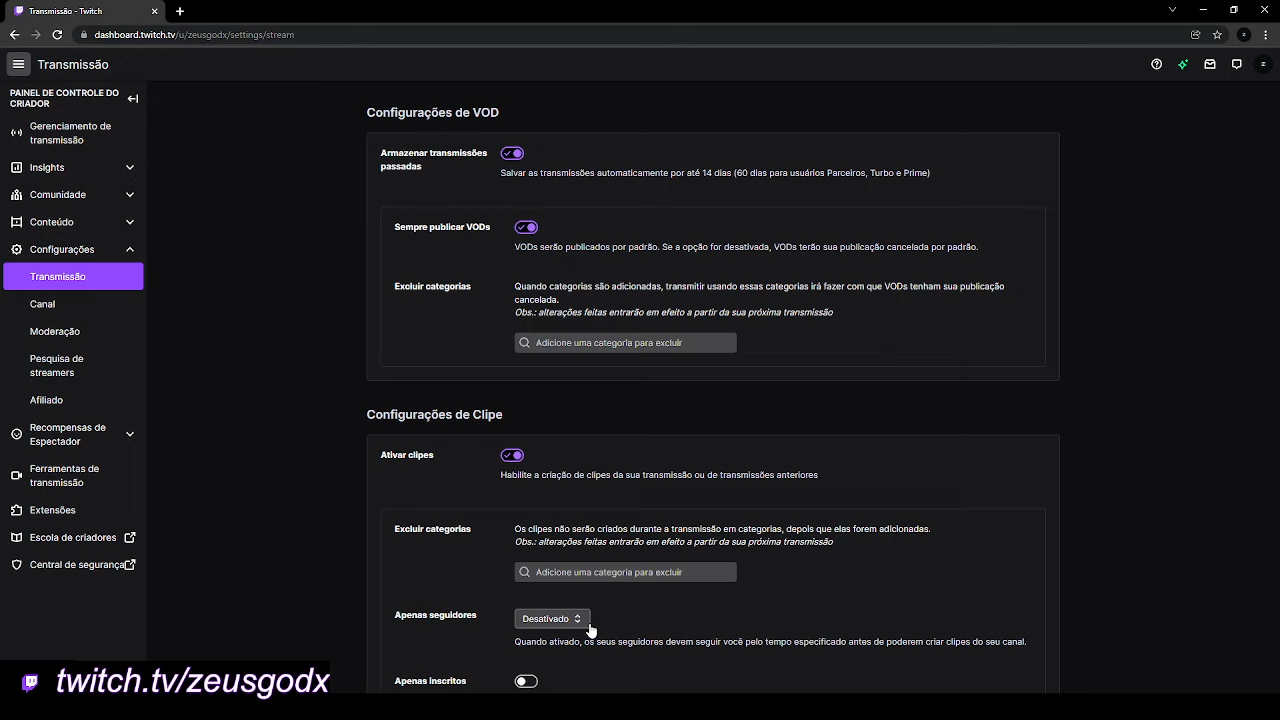 Transmissão - Twitch
dashboard.twitch.tv/u/zeusgodx/settings/stream
z
Transmissão
z
PAINEL DE CONTROLE DO
CRIADOR
Gerenciamento de
transmissão
Insights
Comunidade
Conteúdo
Configurações
Transmissão
Canal
Moderação
Pesquisa de
streamers
Afiliado
Recompensas de
Espectador
Ferramentas de
transmissão
Extensões
Escola de criadores
Central de segurança
Configurações de VOD
Armazenar transmissões
passadas
Salvar as transmissões automaticamente por até 14 dias (60 dias para usuários Parceiros, Turbo e Prime)
Sempre publicar VODs
VODs serão publicados por padrão. Se a opção for desativada, VODs terão sua publicação cancelada por padrão.
Excluir categorias
Quando categorias são adicionadas, transmitir usando essas categorias irá fazer com que VODs tenham sua publicação
cancelada.
Obs.: alterações feitas entrarão em efeito a partir da sua próxima transmissão
Adicione uma categoria para excluir
Configurações de Clipe
Ativar clipes
Habilite a criação de clipes da sua transmissão ou de transmissões anteriores
Excluir categorias
Os clipes não serão criados durante a transmissão em categorias, depois que elas forem adicionadas.
Obs.: alterações feitas entrarão em efeito a partir da sua próxima transmissão
Adicione uma categoria para excluir
Apenas seguidores
Desativado
Quando ativado, os seus seguidores devem seguir você pelo tempo especificado antes de poderem criar clipes do seu canal.
Apenas inscritos
twitch.tv/zeusgodx